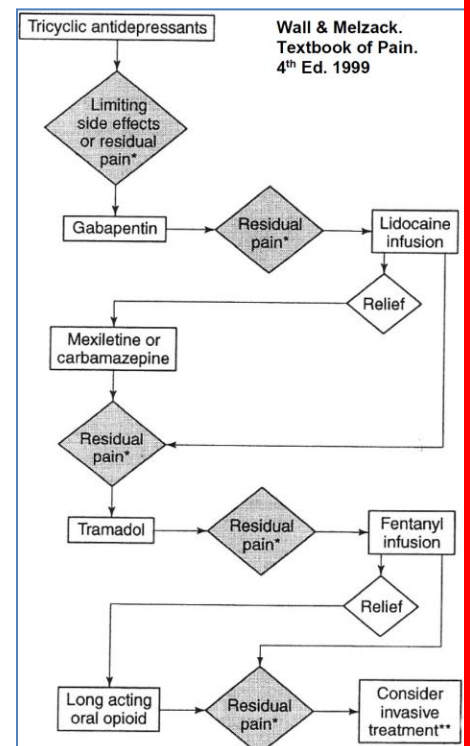 Tricyclic antidepressants
Wall & Melzack.
Textbook of Pain.
4th Ed. 1999
Limiting
side effects
or residual
pain*
Gabapentin
Residual
pain*
Lidocaine
infusion
Relief
Mexiletine or
carbamazepine
Residual
pain*
Tramadol
Residual
pain*
Fentanyl
infusion
Relief
Long acting
oral opioid
Residual
pain*
Consider
invasive
treatment**